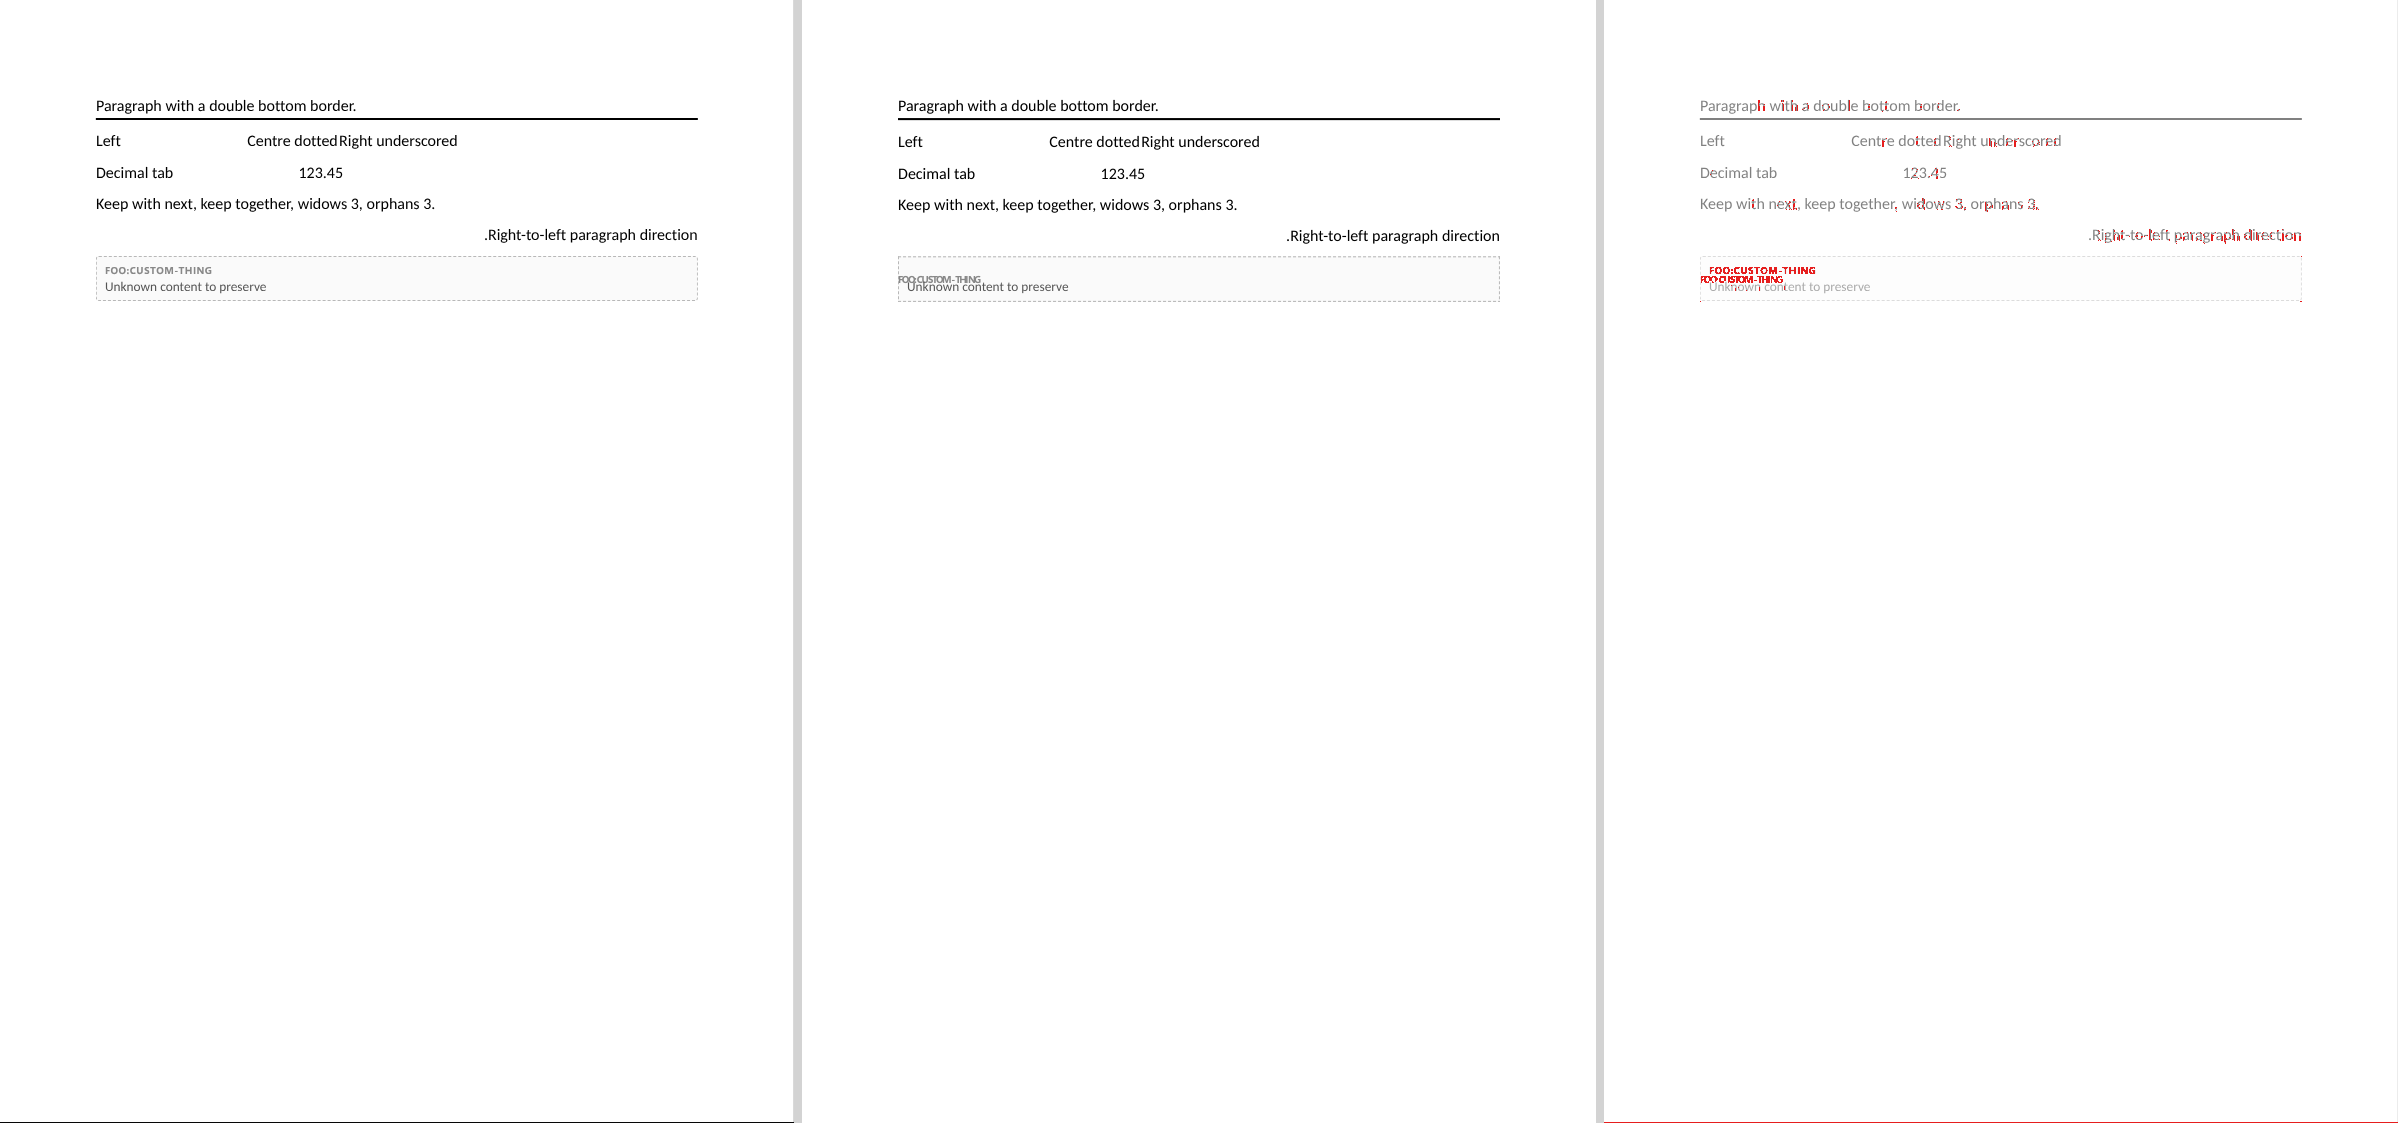 Paragraph with a double bottom border.
Left Centre dotted Right underscored
Decimal tab 123.45
Keep with next, keep together, widows 3, orphans 3.
.Right-to-left paragraph direction
FOO:CUSTOM-THING
Unknown content to preserve
Paragraph with a double bottom border.
Left Centre dotted Right underscored
Decimal tab 123.45
Keep with next, keep together, widows 3, orphans 3.
.Right-to-left paragraph direction
FOO:CUSTOM-THING
Unknown content to preserve
Paragraph with a double bottom border.
Left Centre dotted Right underscored
Decimal tab 123.45
Keep with next, keep together, widows 3, orphans 3.
.Right-to-left paragraph direction
FOO:CUSTOM-THING
FOO:CUSTOM-THING
Unknown content to preserve